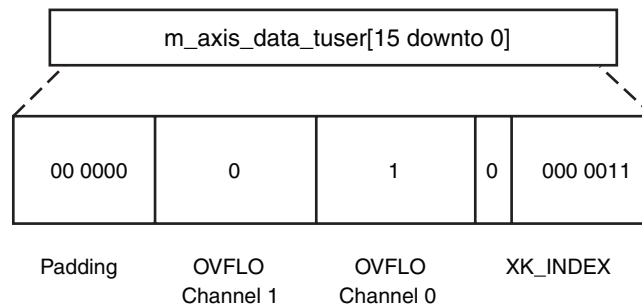 m_axis_data_tuser[15 downto 0]
00 0000 0 1 0 000 0011
Padding OVFLO OVFLO XK_INDEX
Channel 1 Channel 0